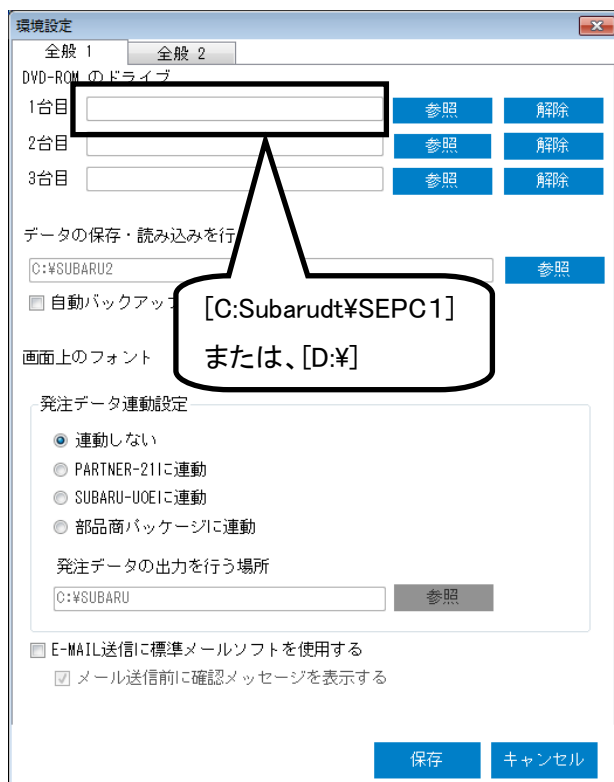 環境設定
全般 1 全般 2
DVD-ROM のドライブ
1台目 参照 解除
2台目 参照 解除
3台目 参照 解除
データの保存・読み込みを行
C:¥SUBARU2 参照
自動バックアップ
[C:Subarudt¥SEPC1]
または、[D:¥]
画面上のフォント
発注データ連動設定
連動しない
PARTNER-21に連動
SUBARU-UOEに連動
部品商パッケージに連動
発注データの出力を行う場所
C:¥SUBARU 参照
E-MAIL送信に標準メールソフトを使用する
メール送信前に確認メッセージを表示する
保存 キャンセル